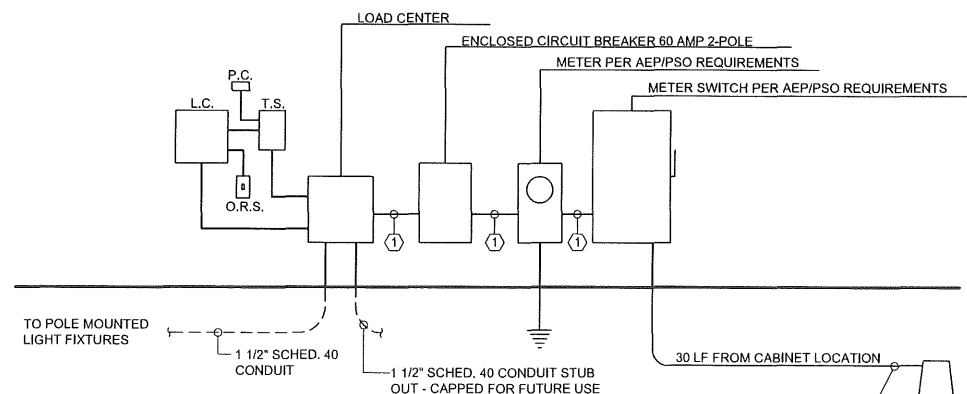 LOAD CENTER
ENCLOSED CIRCUIT BREAKER 60 AMP 2-POLE
METER PER AEP/PSO REQUIREMENTS
METER SWITCH PER AEP/PSO REQUIREMENTS
P.C.
L.C.
T.S.
O.R.S.
1
1
1
TO POLE MOUNTED
LIGHT FIXTURES
1 1/2" SCHED. 40
CONDUIT
1 1/2" SCHED. 40 CONDUIT STUB
OUT - CAPPED FOR FUTURE USE
30 LF FROM CABINET LOCATION